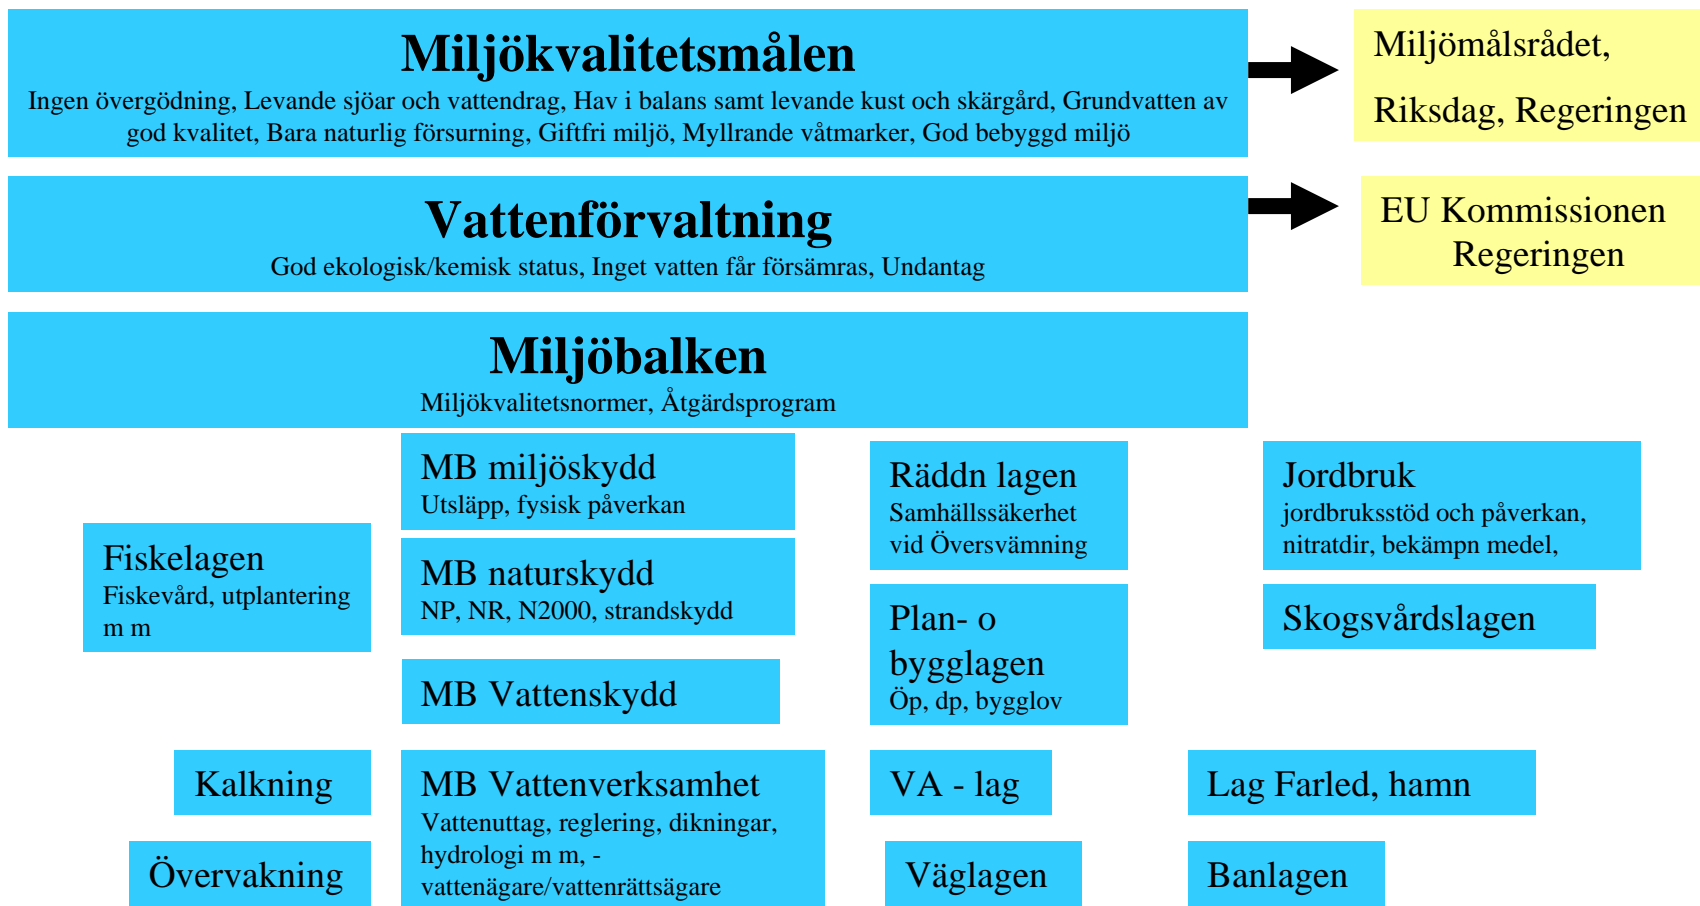 Miljökvalitetsmålen
Ingen övergödning, Levande sjöar och vattendrag, Hav i balans samt levande kust och skärgård, Grundvatten av
god kvalitet, Bara naturlig försurning, Giftfri miljö, Myllrande våtmarker, God bebyggd miljö
Miljömålsrådet,
Riksdag, Regeringen
Vattenförvaltning
God ekologisk/kemisk status, Inget vatten får försämras, Undantag
EU Kommissionen
Regeringen
Miljöbalken
Miljökvalitetsnormer, Åtgärdsprogram
Fiskelagen
Fiskevård, utplantering
m m
Kalkning
Övervakning
MB miljöskydd
Utsläpp, fysisk påverkan
MB naturskydd
NP, NR, N2000, strandskydd
MB Vattenskydd
MB Vattenverksamhet
Vattenuttag, reglering, dikningar,
hydrologi m m, -
vattenägare/vattenrättsägare
Räddn lagen
Samhällssäkerhet
vid Översvämning
Plan- o
bygglagen
Öp, dp, bygglov
VA - lag
Väglagen
Jordbruk
jordbruksstöd och påverkan,
nitratdir, bekämpn medel,
Skogsvårdslagen
Lag Farled, hamn
Banlagen